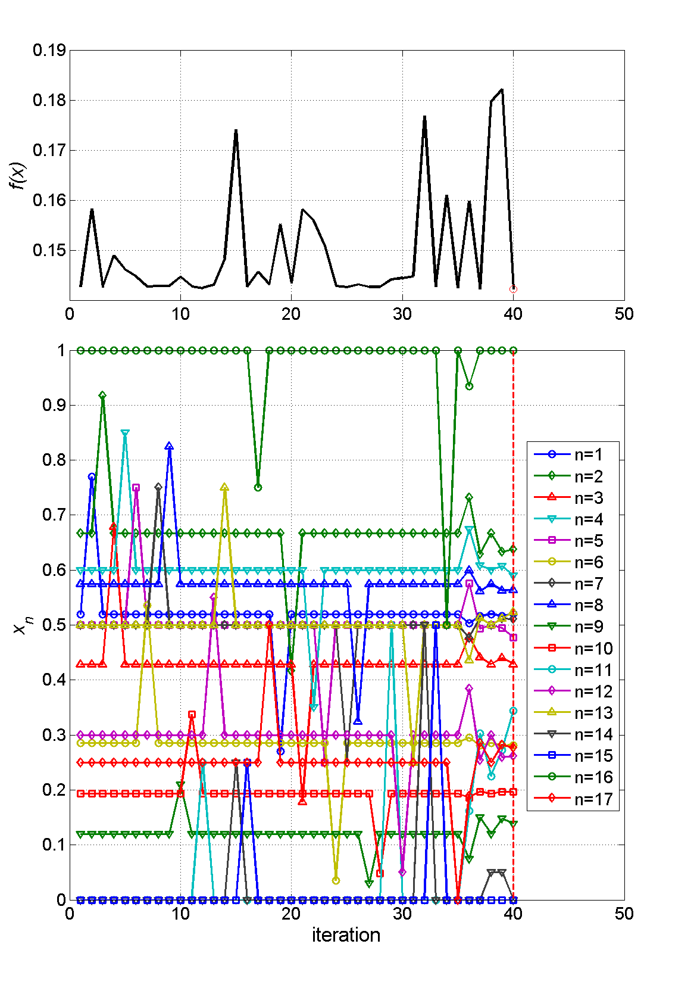 0.19
0.18
0.17
0.16
0.15
f(x)
0 10 20 30 40 50
1
0.9
0.8
0.7
0.6
0.5
0.4
0.3
0.2
0.1
0
x_n
0 10 20 30 40 50
iteration
n=1
n=2
n=3
n=4
n=5
n=6
n=7
n=8
n=9
n=10
n=11
n=12
n=13
n=14
n=15
n=16
n=17